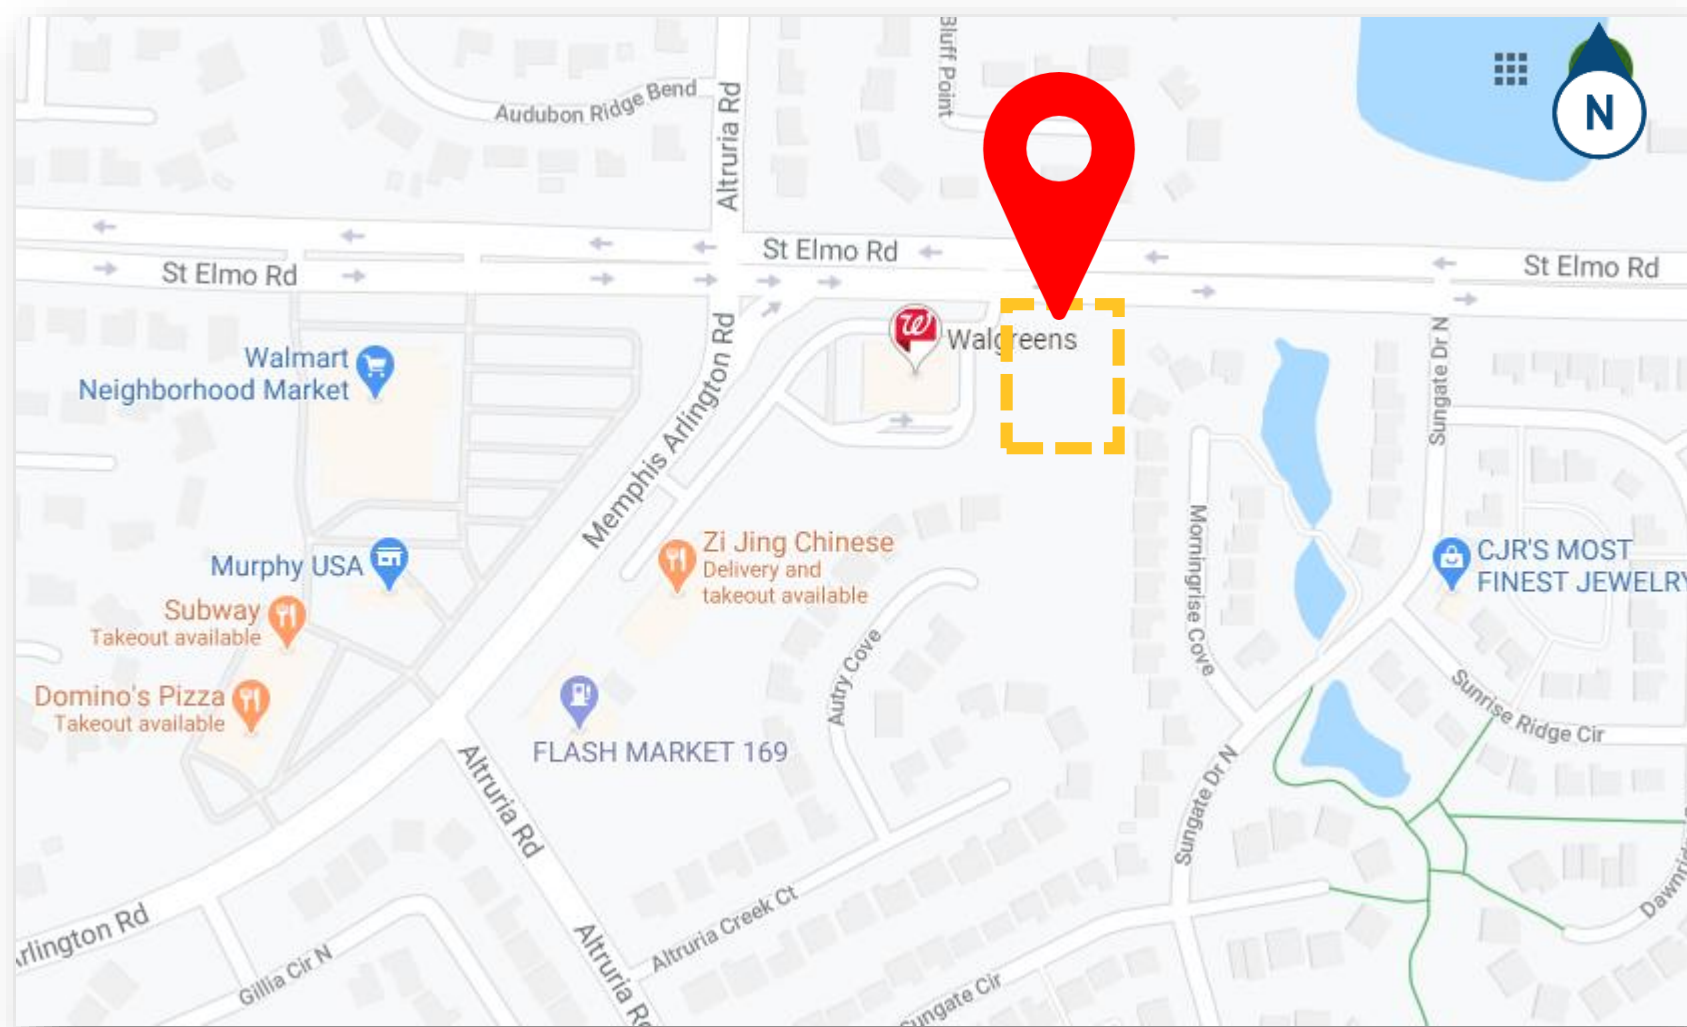 Bluff Point
Audubon Ridge Bend
Altruria Rd
N
St Elmo Rd
St Elmo Rd
St Elmo Rd
Walgreens
Walmart
Neighborhood Market
Memphis Arlington Rd
Sungate Dr N
Murphy USA
Zi Jing Chinese
Delivery and
takeout available
Morningrise Cove
CJR'S MOST
FINEST JEWELRY
Subway
Takeout available
Autry Cove
Domino's Pizza
Takeout available
FLASH MARKET 169
Sunrise Ridge Cir
Altruria Rd
Sungate Dr N
Altruria Creek Ct
Arlington Rd
Gillia Cir N
Altruria Rd
Sungate Cir